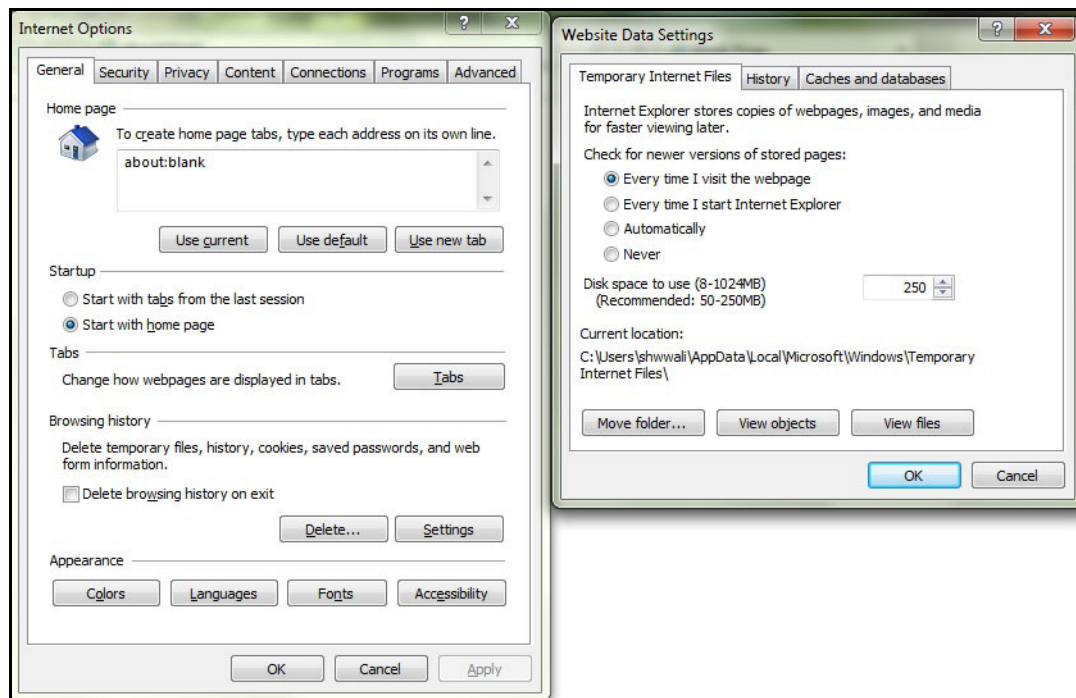 Internet Options
General Security Privacy Content Connections Programs Advanced
Home page
To create home page tabs, type each address on its own line.
about:blank
Use current Use default Use new tab
Startup
Start with tabs from the last session
Start with home page
Tabs
Change how webpages are displayed in tabs.
Tabs
Browsing history
Delete temporary files, history, cookies, saved passwords, and web
form information.
Delete browsing history on exit
Delete... Settings
Appearance
Colors Languages Fonts Accessibility
OK Cancel Apply
Website Data Settings
Temporary Internet Files History Caches and databases
Internet Explorer stores copies of webpages, images, and media
for faster viewing later.
Check for newer versions of stored pages:
Every time I visit the webpage
Every time I start Internet Explorer
Automatically
Never
Disk space to use (8-1024MB) 250
(Recommended: 50-250MB)
Current location:
C:\Users\shwwali\AppData\Local\Microsoft\Windows\Temporary
Internet Files\
Move folder... View objects View files
OK Cancel